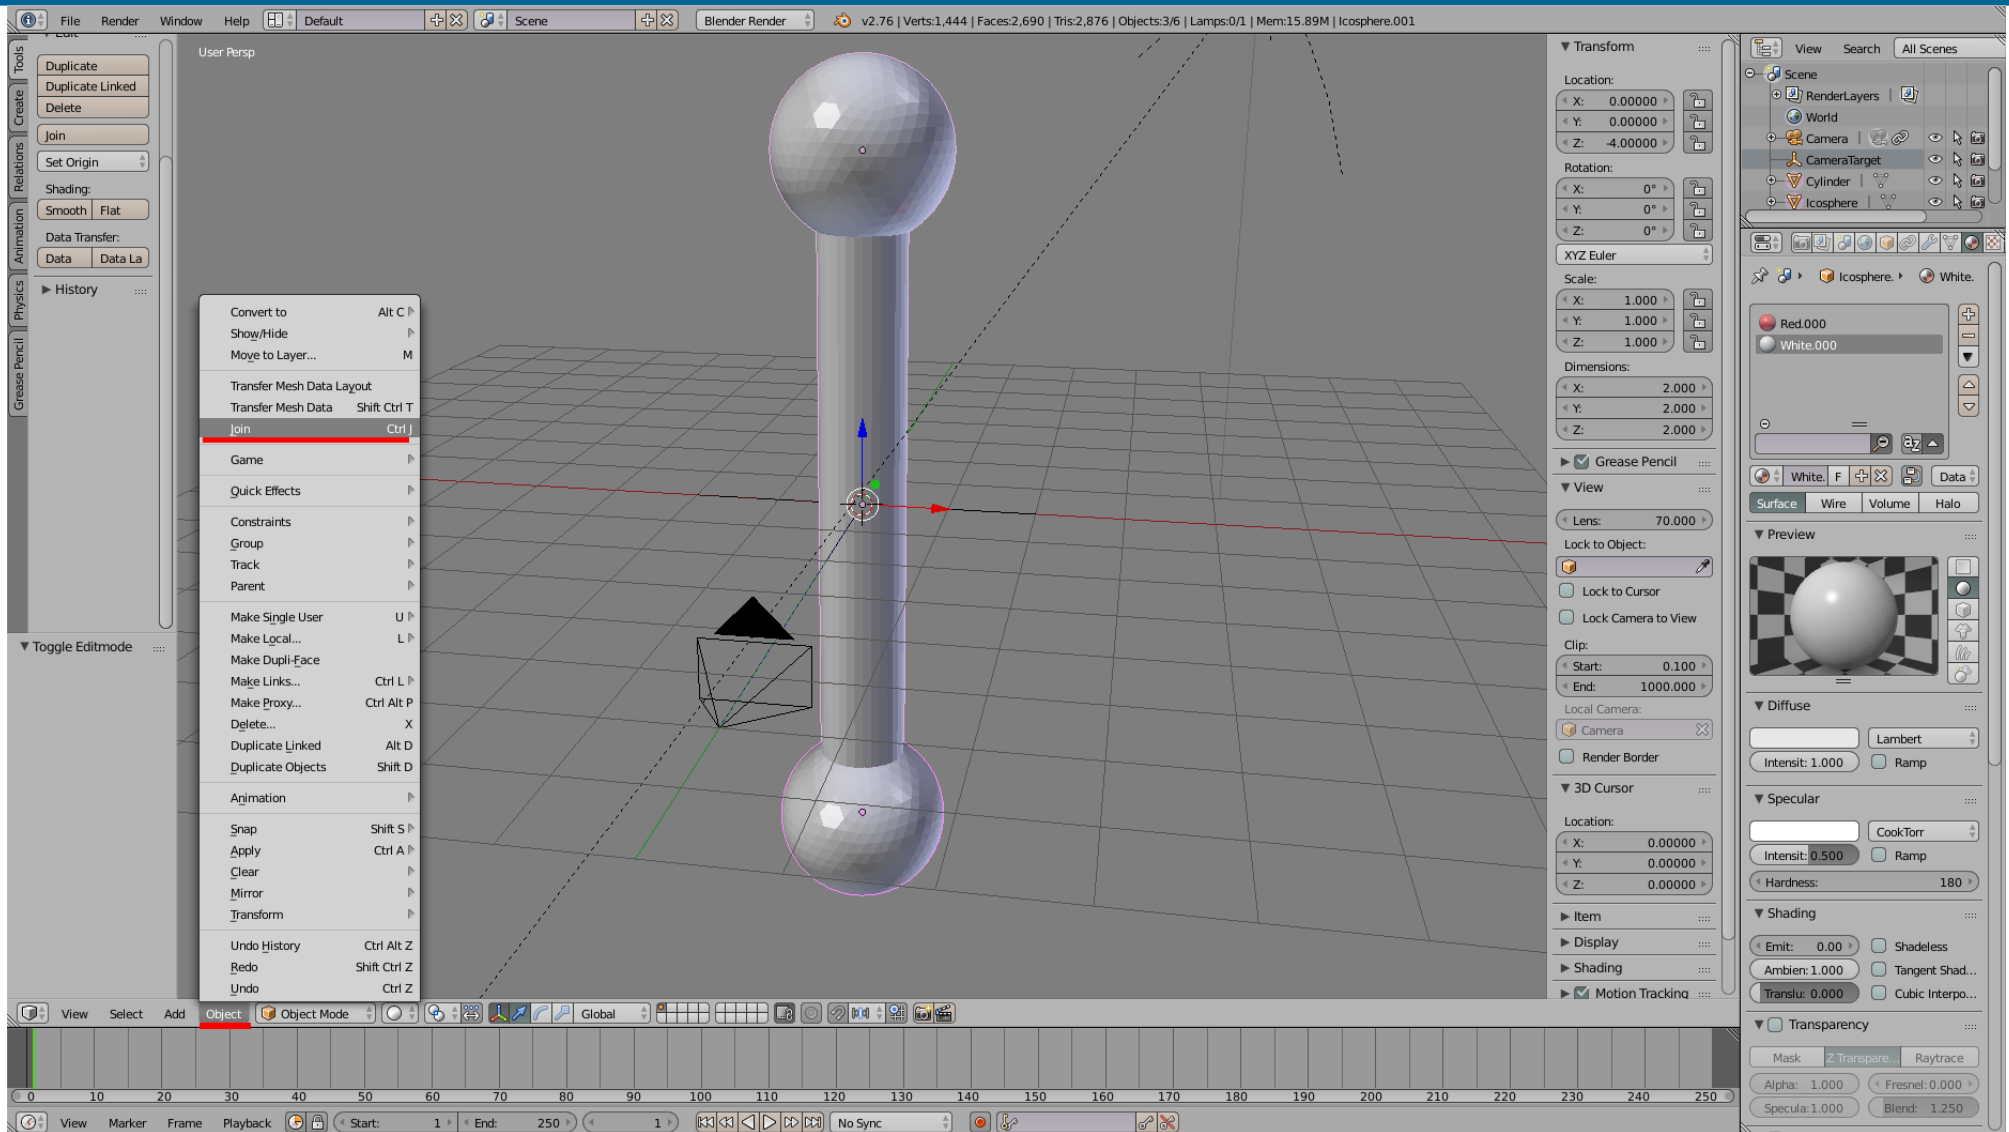 File Render Window Help Default Scene Blender Render v2.76 | Verts:1,444 | Faces:2,690 | Tris:2,876 | Objects:3/6 | Lamps:0/1 | Mem:15.89M | Icosphere.001
Tools
Create
Relations
Animation
Physics
Grease Pencil
Edit
Duplicate
Duplicate Linked
Delete
Join
Set Origin
Shading:
Smooth Flat
Data Transfer:
Data Data La
History
Toggle Editmode
User Persp
Convert to Alt C
Show/Hide
Move to Layer... M
Transfer Mesh Data Layout
Transfer Mesh Data Shift Ctrl T
Join Ctrl J
Game
Quick Effects
Constraints
Group
Track
Parent
Make Single User U
Make Local... L
Make Dupli-Face
Make Links... Ctrl L
Make Proxy... Ctrl Alt P
Delete... X
Duplicate Linked Alt D
Duplicate Objects Shift D
Animation
Snap Shift S
Apply Ctrl A
Clear
Mirror
Transform
Undo History Ctrl Alt Z
Redo Shift Ctrl Z
Undo Ctrl Z
View Select Add Object Object Mode Global
Transform
Location:
X: 0.00000
Y: 0.00000
Z: -4.00000
Rotation:
X: 0°
Y: 0°
Z: 0°
XYZ Euler
Scale:
X: 1.000
Y: 1.000
Z: 1.000
Dimensions:
X: 2.000
Y: 2.000
Z: 2.000
Grease Pencil
View
Lens: 70.000
Lock to Object:
Lock to Cursor
Lock Camera to View
Clip:
Start: 0.100
End: 1000.000
Local Camera:
Camera
Render Border
3D Cursor
Location:
X: 0.00000
Y: 0.00000
Z: 0.00000
Item
Display
Shading
Motion Tracking
View Search All Scenes
Scene
RenderLayers |
World
Camera |
CameraTarget
Cylinder |
Icosphere |
Icosphere. White.
Red.000
White.000
White. F Data
Surface Wire Volume Halo
Preview
Diffuse
Lambert
Intensit: 1.000 Ramp
Specular
CookTorr
Intensit: 0.500 Ramp
Hardness: 180
Shading
Emit: 0.00 Shadeless
Ambien: 1.000 Tangent Shad...
Translu: 0.000 Cubic Interpo...
Transparency
Mask Z Transpare... Raytrace
Alpha: 1.000 Fresnel: 0.000
Specula: 1.000 Blend: 1.250
0 10 20 30 40 50 60 70 80 90 100 110 120 130 140 150 160 170 180 190 200 210 220 230 240 250
View Marker Frame Playback Start: 1 End: 250 1 No Sync